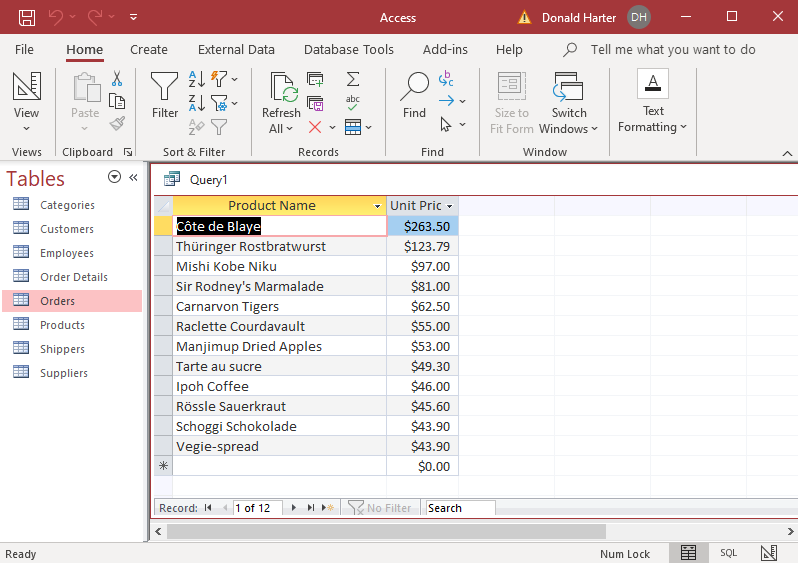 Access
Donald Harter
DH
File
Home
Create
External Data
Database Tools
Add-ins
Help
Tell me what you want to do
View
Views
Paste
Clipboard
Filter
Sort & Filter
Refresh
All
Records
abc
Find
Find
Size to
Fit Form
Switch
Windows
Window
A
Text
Formatting
Tables
Categories
Customers
Employees
Order Details
Orders
Products
Shippers
Suppliers
Query1
Product Name Unit Pric
Côte de Blaye $263.50
Thüringer Rostbratwurst $123.79
Mishi Kobe Niku $97.00
Sir Rodney's Marmalade $81.00
Carnarvon Tigers $62.50
Raclette Courdavault $55.00
Manjimup Dried Apples $53.00
Tarte au sucre $49.30
Ipoh Coffee $46.00
Rössle Sauerkraut $45.60
Schoggi Schokolade $43.90
Vegie-spread $43.90
$0.00
Record: 1 of 12 No Filter Search
Ready
Num Lock
SQL